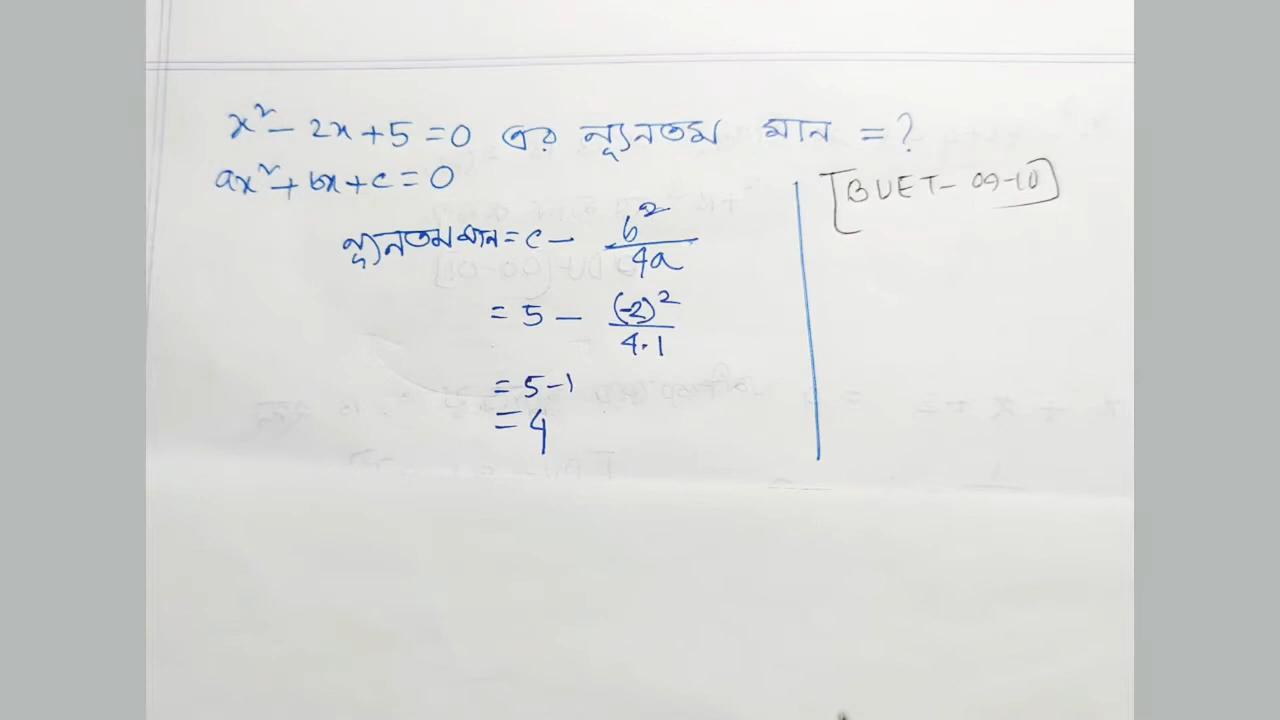 x² - 2x + 5 = 0 এর ন্যূনতম মান = ?
ax² + bx + c = 0
[BUET - 09-10]
ন্যূনতম মান = c - b²/4a
= 5 - (-2)²/4·1
= 5 - 1
= 4